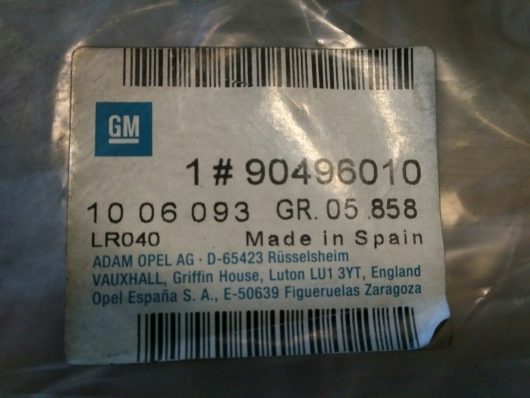 GM
1 # 90496010
10 06 093 GR. 05.858
LR040 Made in Spain
ADAM OPEL AG · D-65423 Rüsselsheim
VAUXHALL, Griffin House, Luton LU1 3YT, England
Opel España S. A., E-50639 Figueruelas Zaragoza